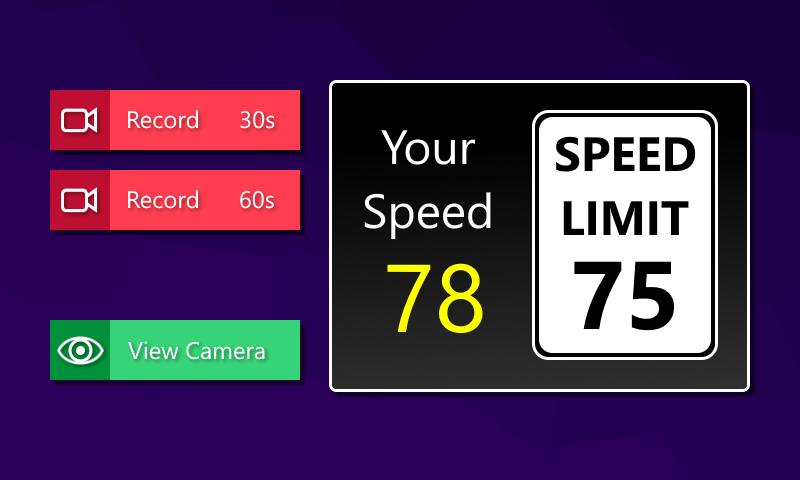 Record 30s
Record 60s
View Camera
Your
Speed
78
SPEED
LIMIT
75